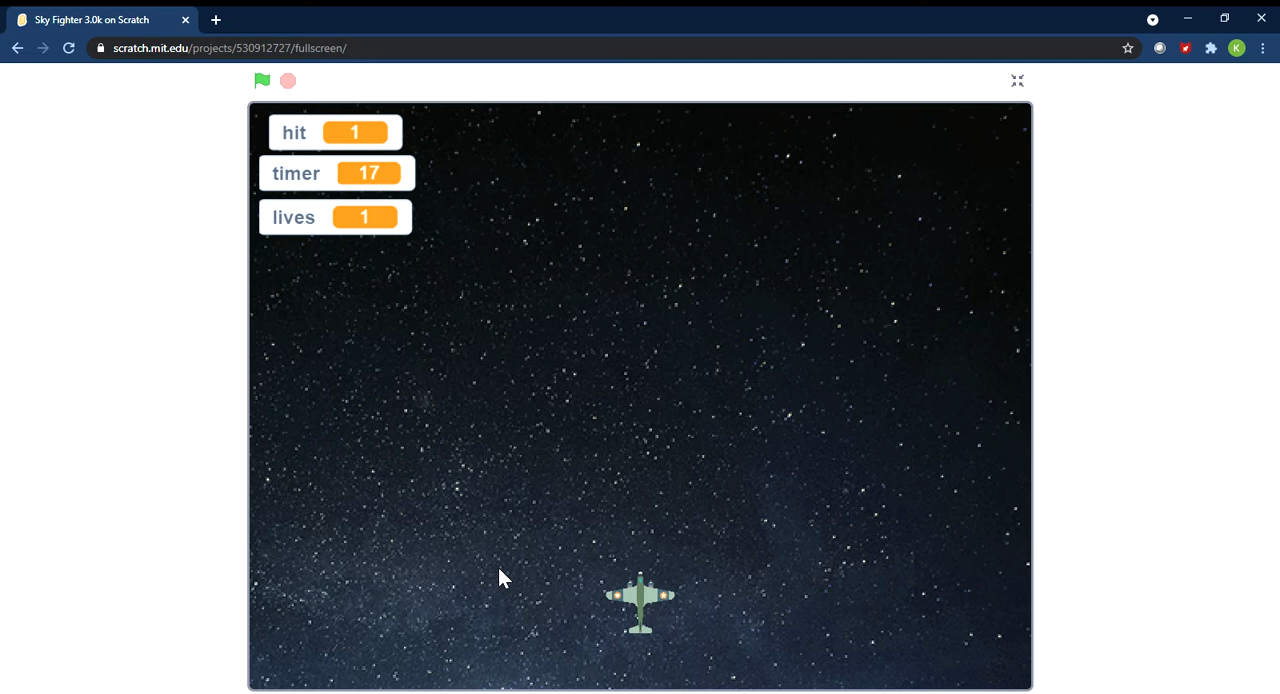 Sky Fighter 3.0k on Scratch
scratch.mit.edu/projects/530912727/fullscreen/
K
hit 1
timer 17
lives 1